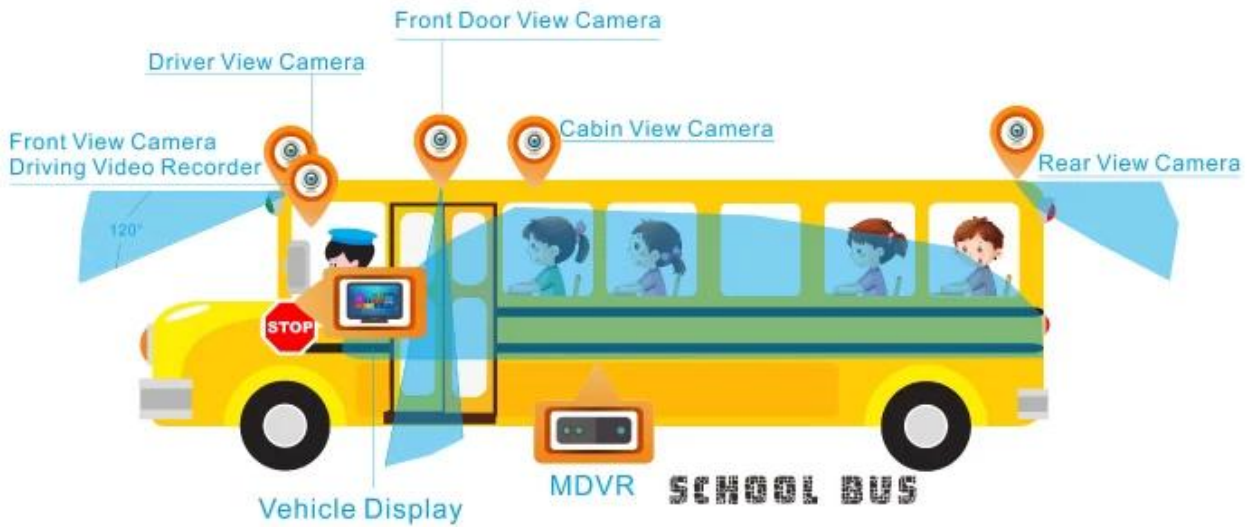 Front Door View Camera
Driver View Camera
Front View Camera
Driving Video Recorder
Cabin View Camera
Rear View Camera
120°
STOP
MDVR
SCHOOL BUS
Vehicle Display